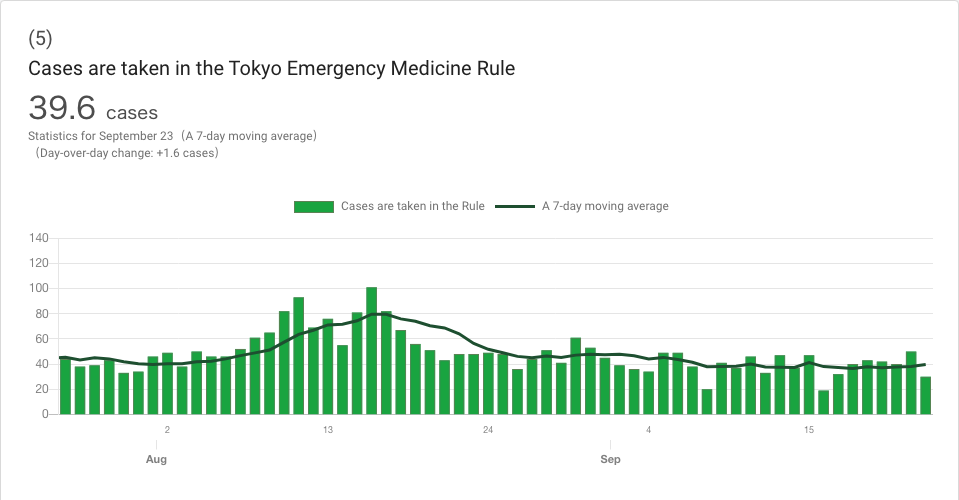 (5)
Cases are taken in the Tokyo Emergency Medicine Rule
39.6 cases
Statistics for September 23 （A 7-day moving average）
（Day-over-day change: +1.6 cases）
Cases are taken in the Rule A 7-day moving average
140
120
100
80
60
40
20
0
2 13 24 4 15
Aug Sep